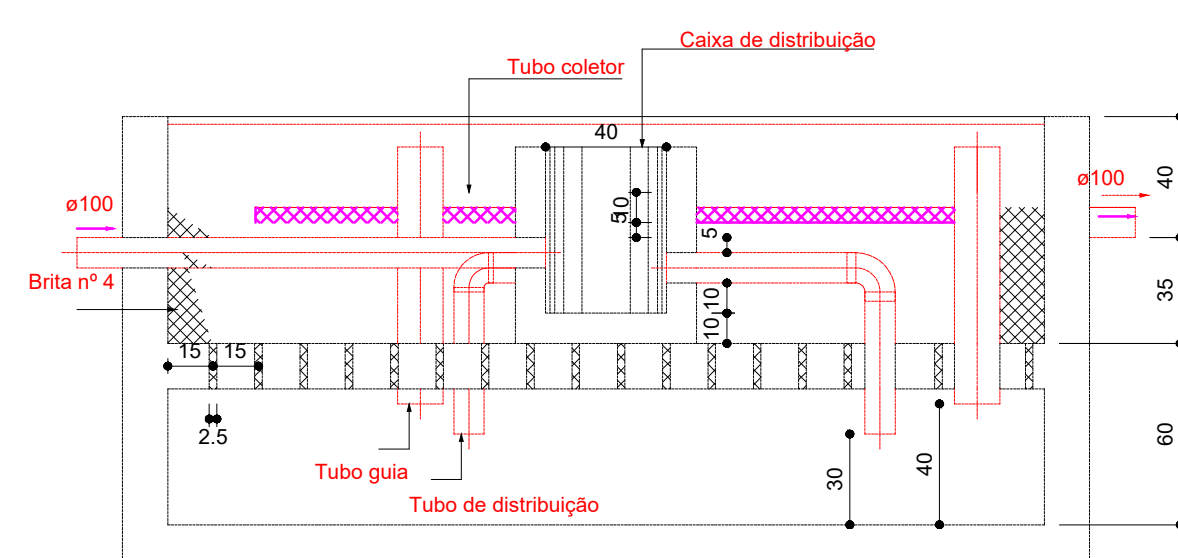 Caixa de distribuição
Tubo coletor
40
ø100
ø100
40
10
5
5
Brita nº 4
35
10
10
15
15
2.5
60
Tubo guia
40
30
Tubo de distribuição